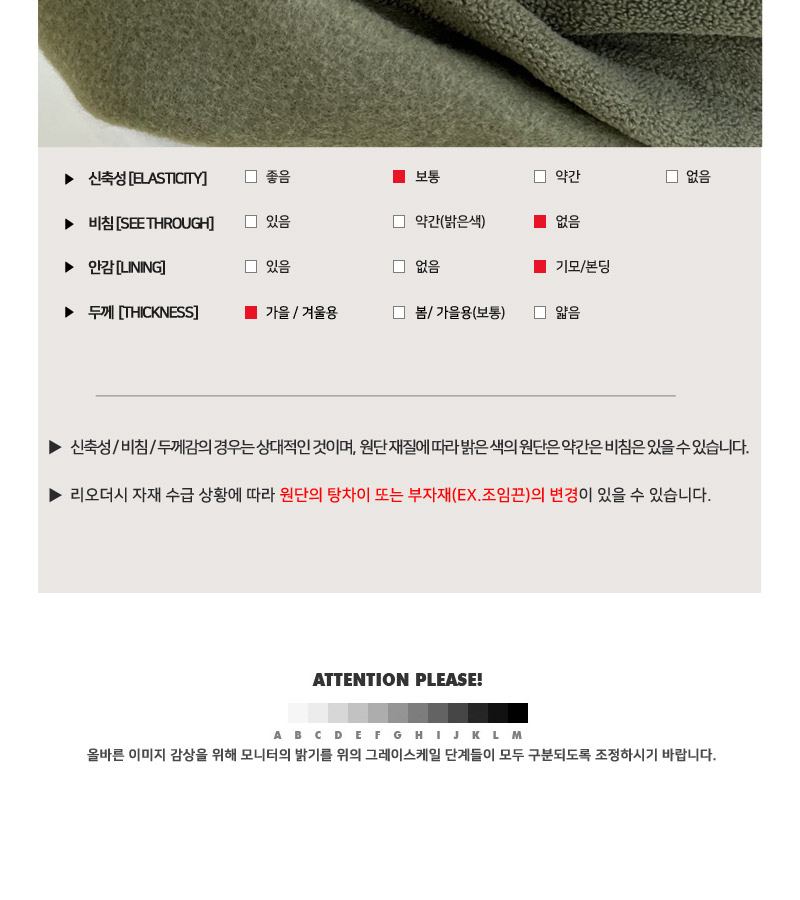 ▶ 신축성 [ELASTICITY] □ 좋음 ■ 보통 □ 약간 □ 없음
▶ 비침 [SEE THROUGH] □ 있음 □ 약간(밝은색) ■ 없음
▶ 안감 [LINING] □ 있음 □ 없음 ■ 기모/본딩
▶ 두께 [THICKNESS] ■ 가을 / 겨울용 □ 봄/ 가을용(보통) □ 얇음
▶ 신축성 / 비침 / 두께감의 경우는 상대적인 것이며, 원단 재질에 따라 밝은 색의 원단은 약간은 비침은 있을 수 있습니다.
▶ 리오더시 자재 수급 상황에 따라 원단의 탕차이 또는 부자재(EX.조임끈)의 변경이 있을 수 있습니다.
ATTENTION PLEASE!
A B C D E F G H I J K L M
올바른 이미지 감상을 위해 모니터의 밝기를 위의 그레이스케일 단계들이 모두 구분되도록 조정하시기 바랍니다.